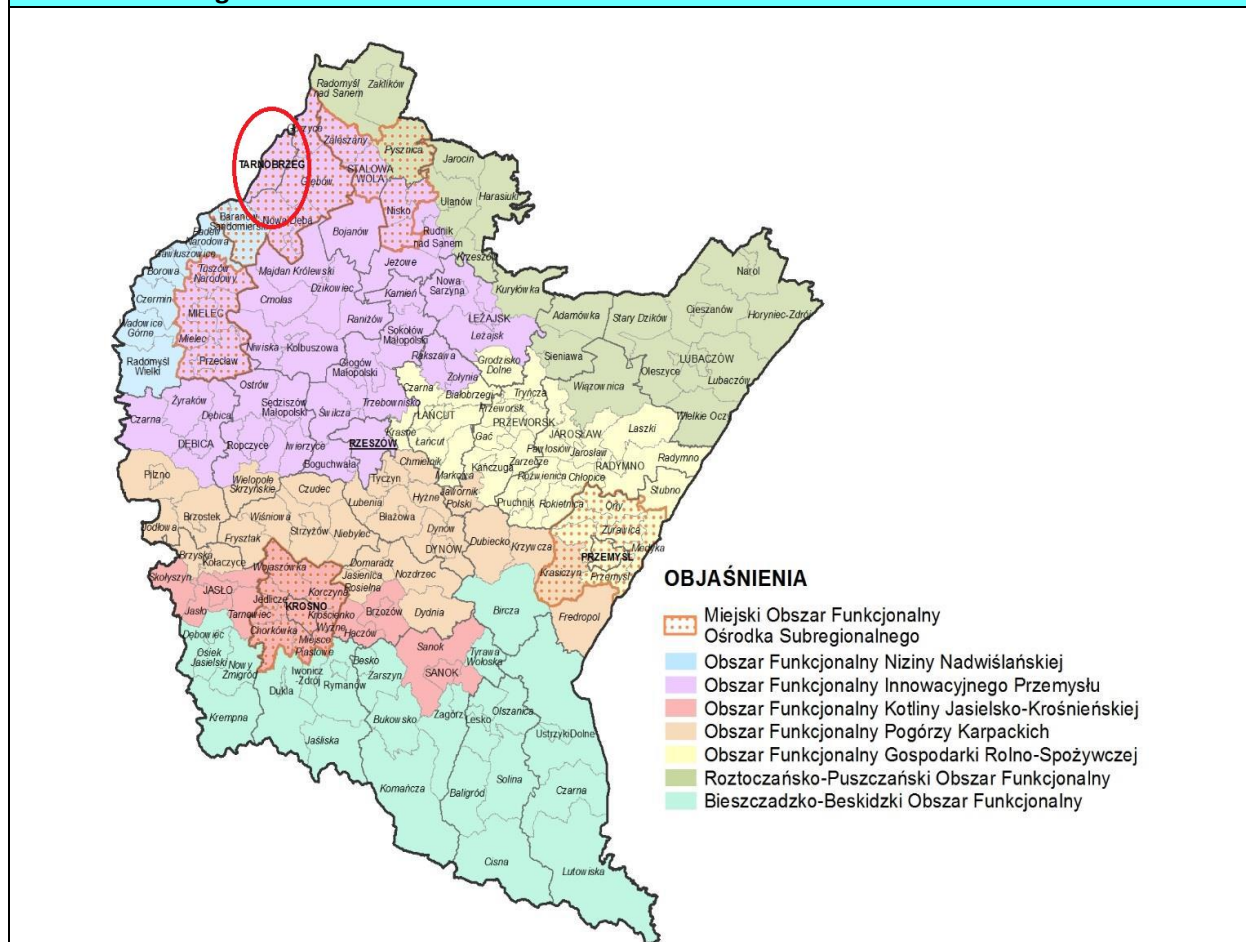 Radomyśl
nad Sanem
Zaklików
Zaleszany
Pysznica
TARNOBRZEG
STALOWA
WOLA
Jarocin
Grębów
Ulanów
Harasiuki
Nisko
Baranów
Nowa Dęba
Rudnik
nad Sanem
Bojanów
Narodowa
Gawłuszowice
Borowa
Tuszów
Narodowy
Majdan Królewski
Jeżowe
Krzeszów
Narol
Czermin
Cmolas
Dzikowiec
Kamień
Nowa
Sarzyna
Kuryłówka
Cieszanów
Horyniec-Zdrój
MIELEC
Raniżów
LEŻAJSK
Adamówka
Stary Dzików
Wadowice
Górne
Mielec
Niwiska
Kolbuszowa
Sokołów
Małopolski
Leżajsk
Sieniawa
LUBACZÓW
Oleszyce
Radomyśl
Wielki
Przecław
Głogów
Małopolski
Rakszawa
Grodzisko
Dolne
Lubaczów
Ostrów
Żołynia
Wiązownica
Żyraków
Sędziszów
Małopolski
Trzebownisko
Czarna
Białobrzegi
Tryńcza
Wielkie Oczy
Czarna
Dębica
Świlcza
ŁAŃCUT
Przeworsk
PRZEWORSK
Laszki
DĘBICA
Ropczyce
Iwierzyce
RZESZÓW
Krasne
Łańcut
Gać
JAROSŁAW
Pawłosiów
Jarosław
Radymno
Boguchwała
Chmielnik
Kańczuga
Zarzecze
RADYMNO
Pilzno
Wielopole
Skrzyńskie
Czudec
Tyczyn
Markowa
Roźwienica
Chłopice
Stubno
Lubenia
Hyżne
Jawornik
Polski
Pruchnik
Rokietnica
Orły
Brzostek
Wiśniowa
Błażowa
Jodłowa
Frysztak
Strzyżów
Niebylec
Dynów
Żurawica
Brzyska
DYNÓW
Dubiecko
Krzywcza
PRZEMYŚL
Medyka
Kołaczyce
Wojaszówka
Domaradz
Krasiczyn
Przemyśl
OBJAŚNIENIA
Skołyszyn
JASŁO
Jedlicze
Korczyna
Jasienica
Rosielna
Nozdrzec
Miejski Obszar Funkcjonalny
Ośrodka Subregionalnego
Jasło
Tarnowiec
KROSNO
Krościenko
Wyżne
Brzozów
Dydnia
Bircza
Fredropol
Dębowiec
Chorkówka
Miejsce
Piastowe
Haczów
Sanok
Obszar Funkcjonalny Niziny Nadwiślańskiej
Osiek
Jasielski
Nowy
Żmigród
Iwonicz
-Zdrój
Besko
Zarszyn
SANOK
Tyrawa
Wołoska
Obszar Funkcjonalny Innowacyjnego Przemysłu
Dukla
Rymanów
Obszar Funkcjonalny Kotliny Jasielsko-Krośnieńskiej
Krempna
Bukowsko
Zagórz
Lesko
Olszanica
Obszar Funkcjonalny Pogórzy Karpackich
Jaśliska
Ustrzyki Dolne
Obszar Funkcjonalny Gospodarki Rolno-Spożywczej
Komańcza
Baligród
Solina
Roztoczańsko-Puszczański Obszar Funkcjonalny
Czarna
Bieszczadzko-Beskidzki Obszar Funkcjonalny
Cisna
Lutowiska